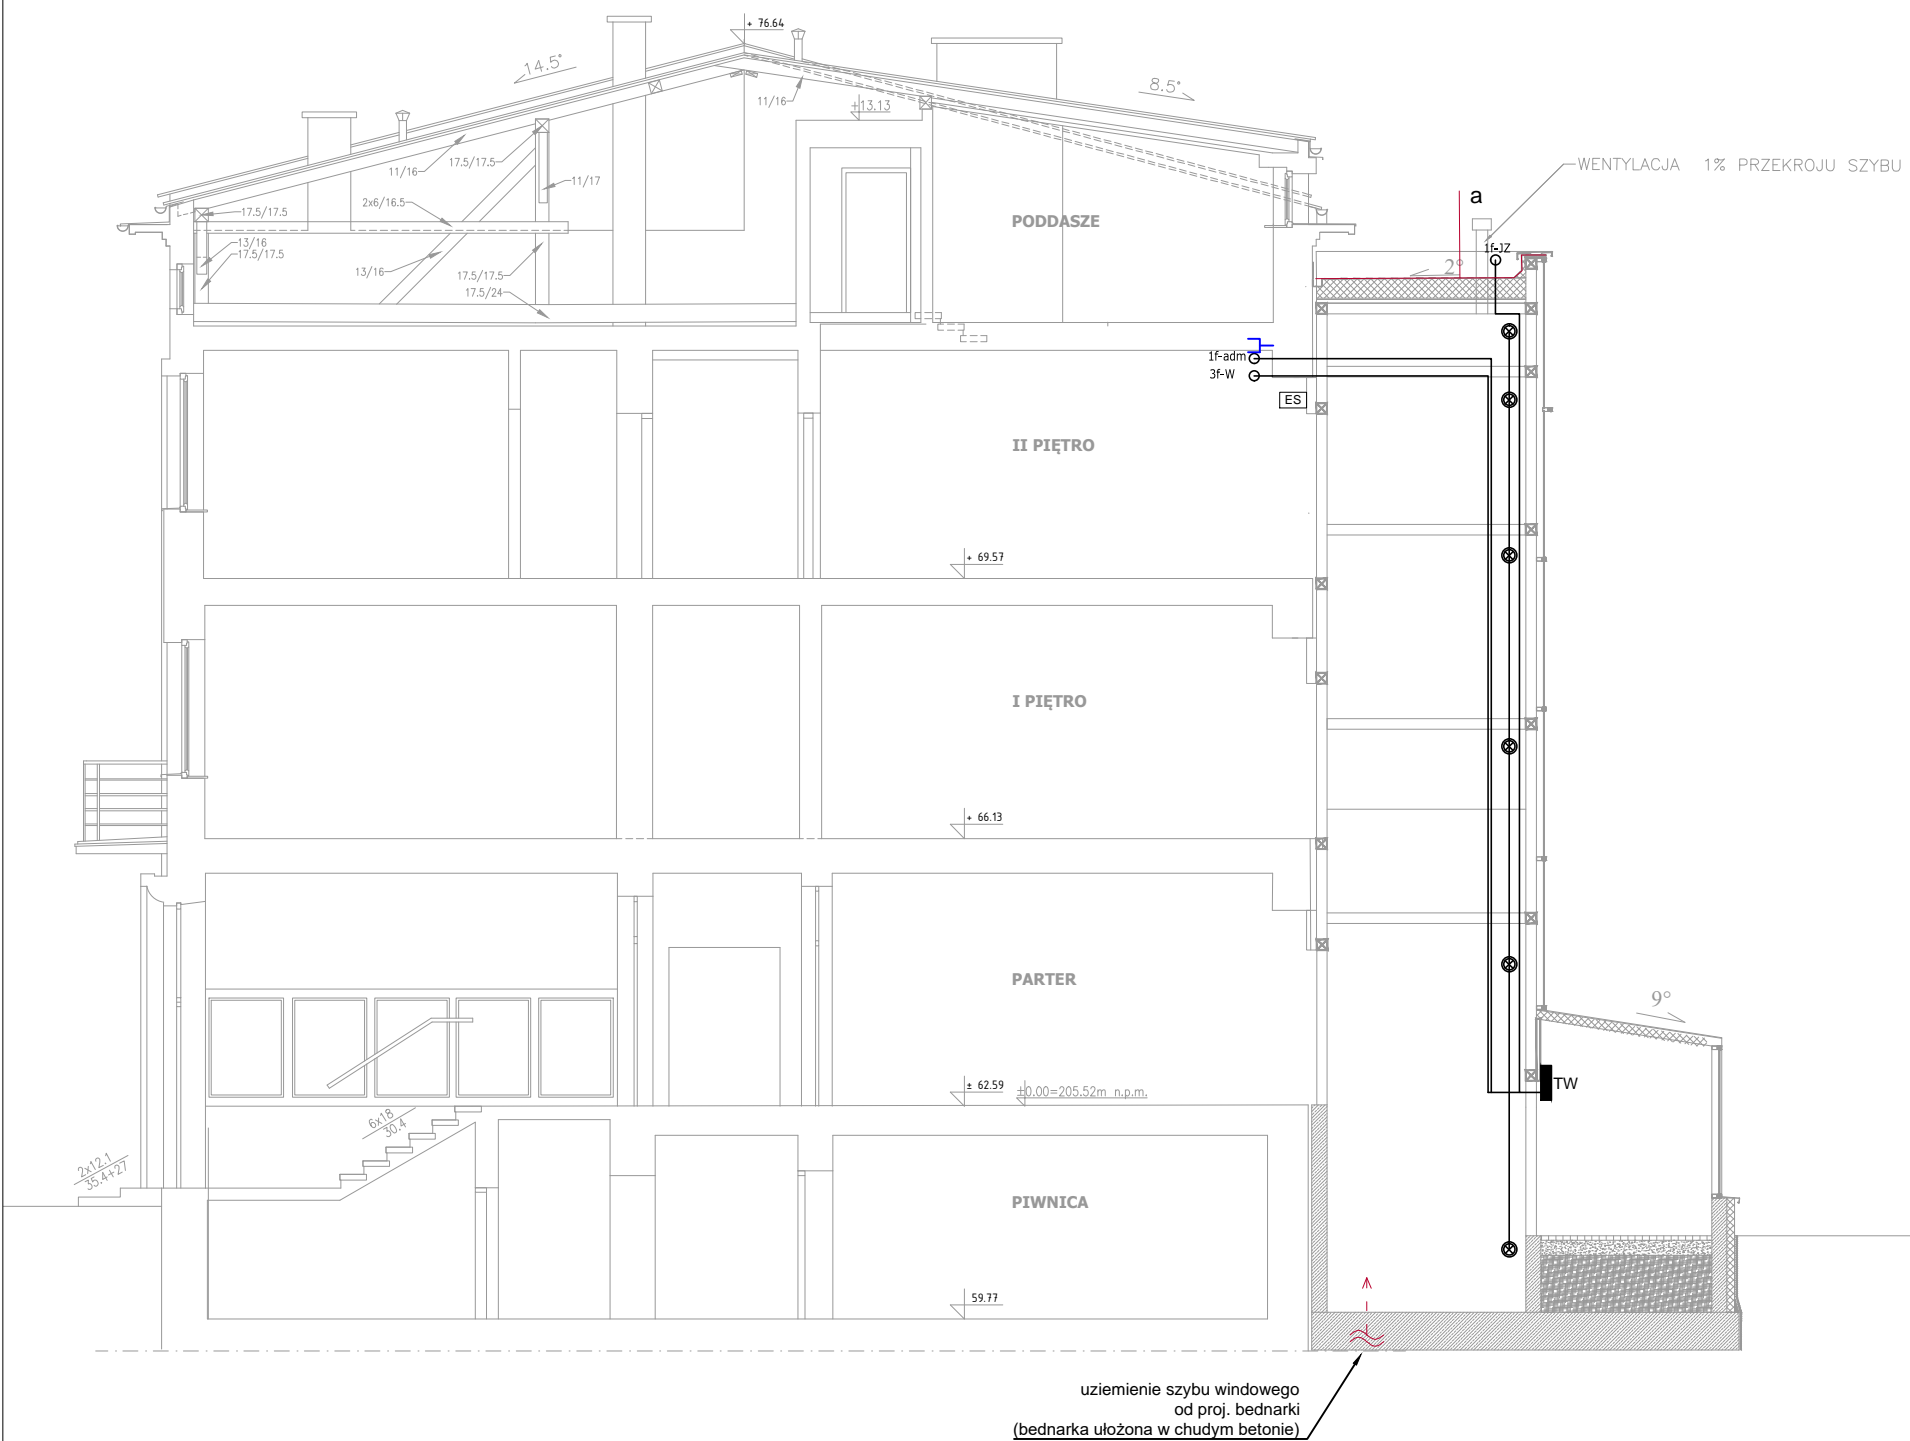 + 76.64
14.5°
8.5°
11/16
+13.13
17.5/17.5
11/16
11/17
WENTYLACJA 1% PRZEKROJU SZYBU
2x6/16.5
a
17.5/17.5
PODDASZE
13/16
17.5/17.5
1f-JZ
13/16
17.5/17.5
2°
17.5/24
1f-adm
3f-W
ES
II PIĘTRO
+ 69.57
I PIĘTRO
+ 66.13
PARTER
9°
± 62.59
±0.00=205.52m n.p.m.
TW
6x18
30.4
2x12.1
35.4+27
PIWNICA
59.77
uziemienie szybu windowego
od proj. bednarki
(bednarka ułożona w chudym betonie)